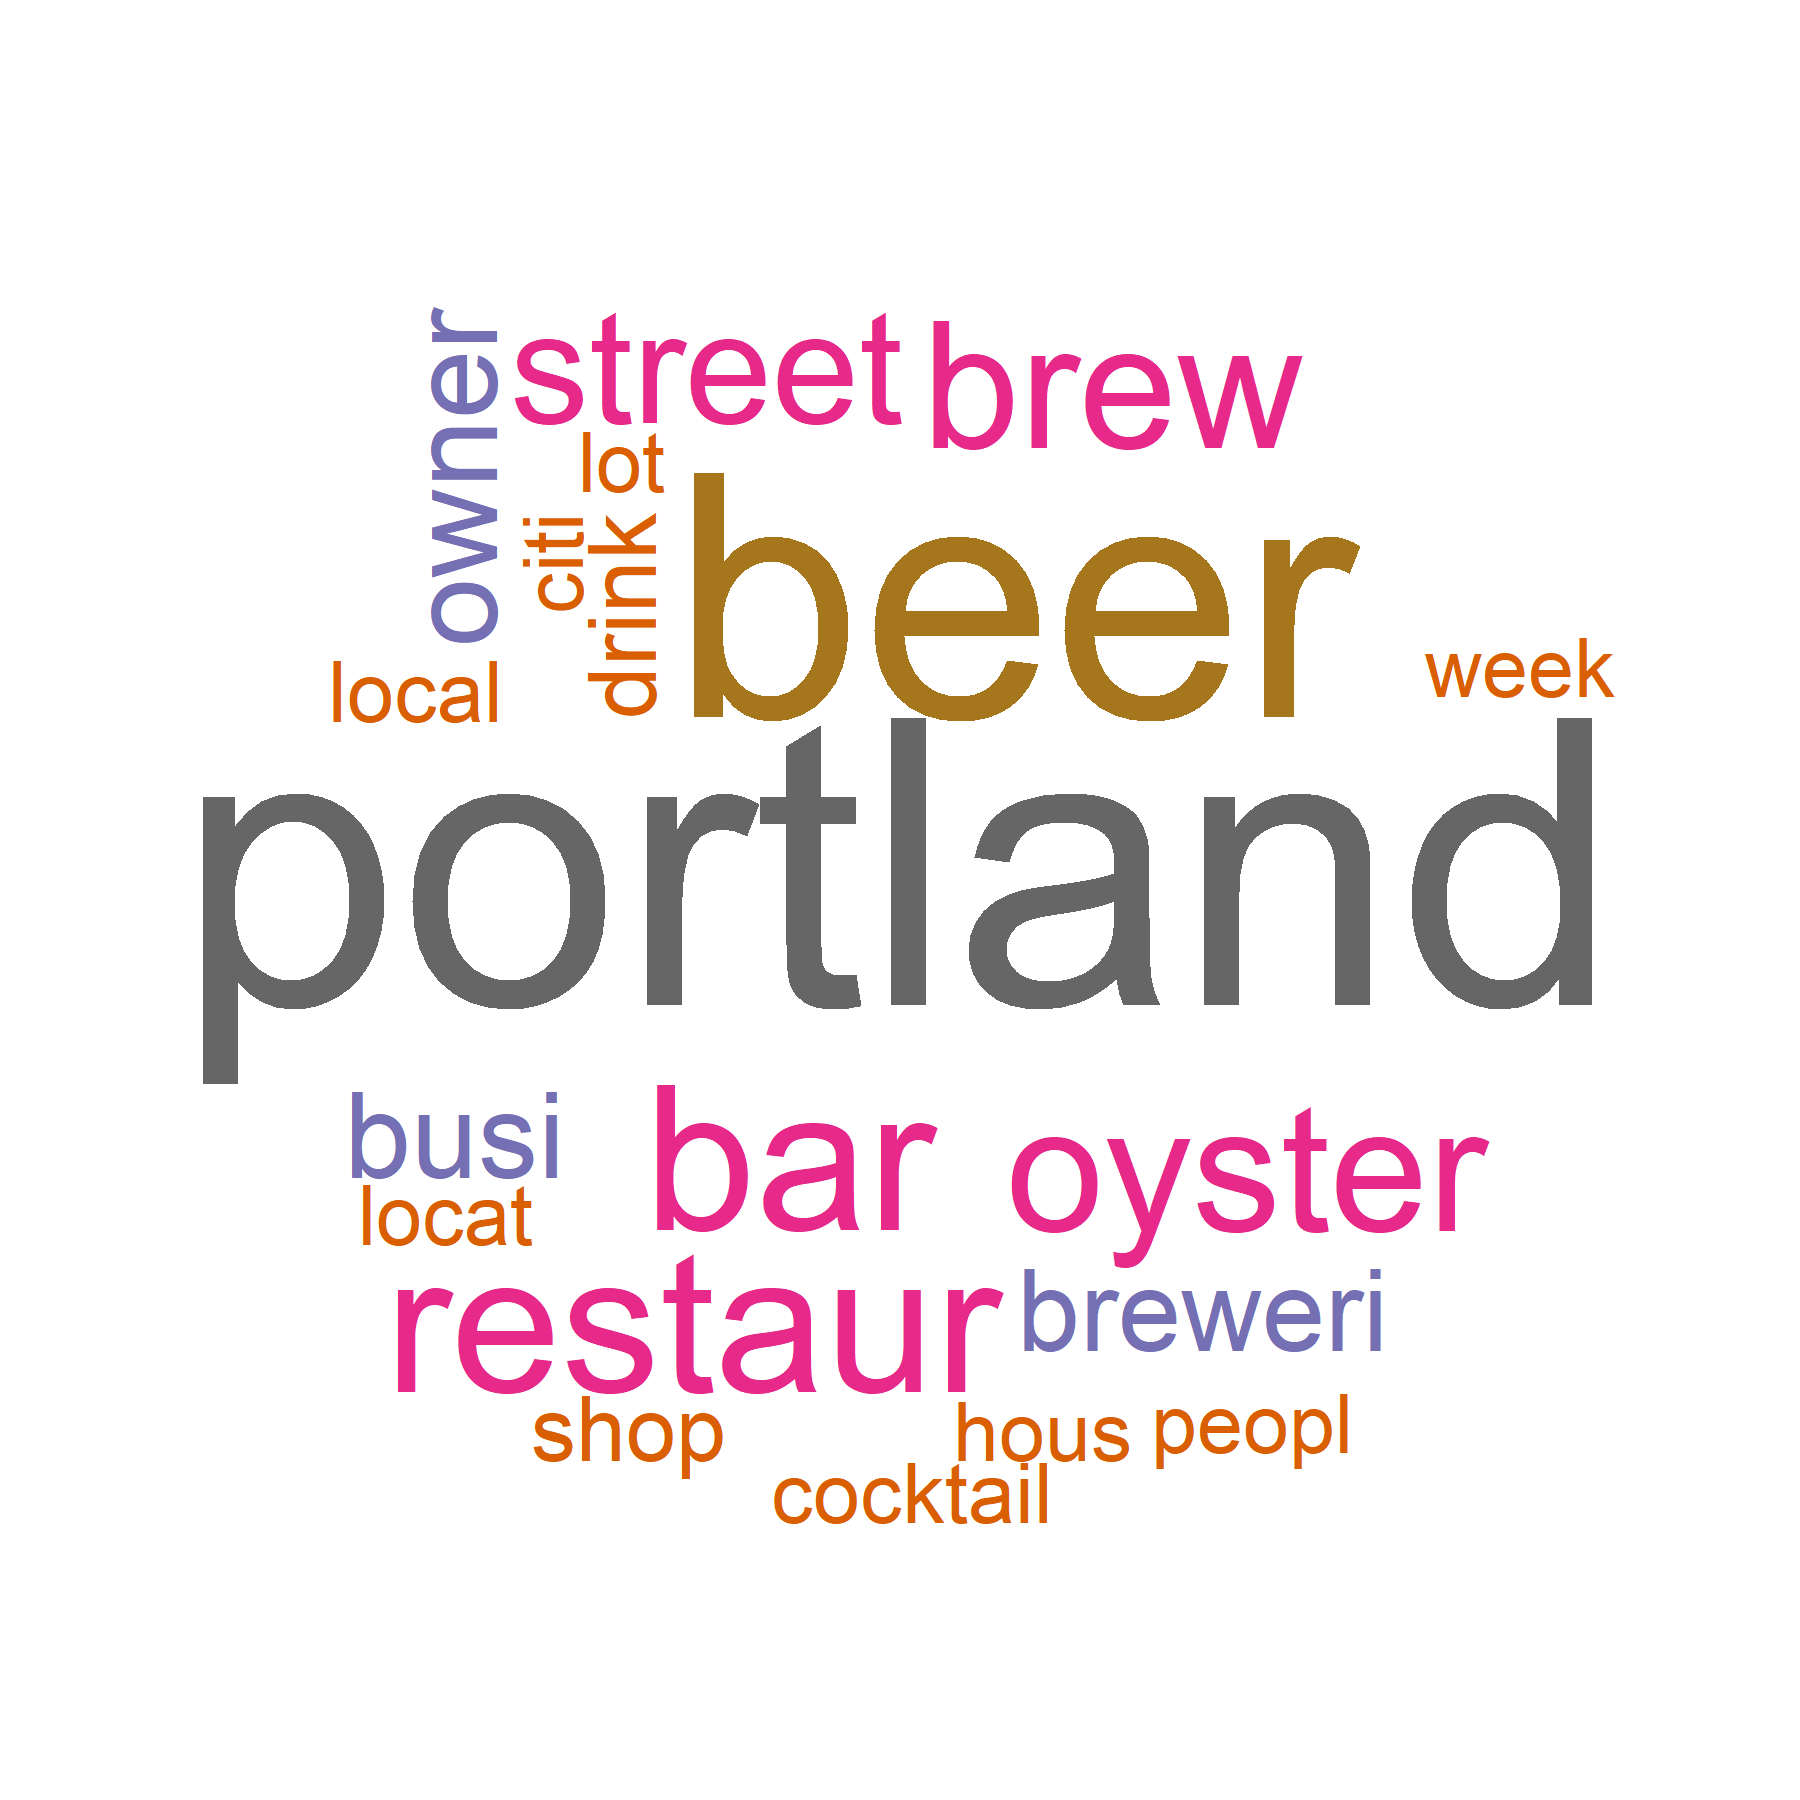 owner
street
brew
lot
citi
drink
beer
local
week
portland
busi
bar
oyster
locat
restaur
breweri
shop
hous
peopl
cocktail